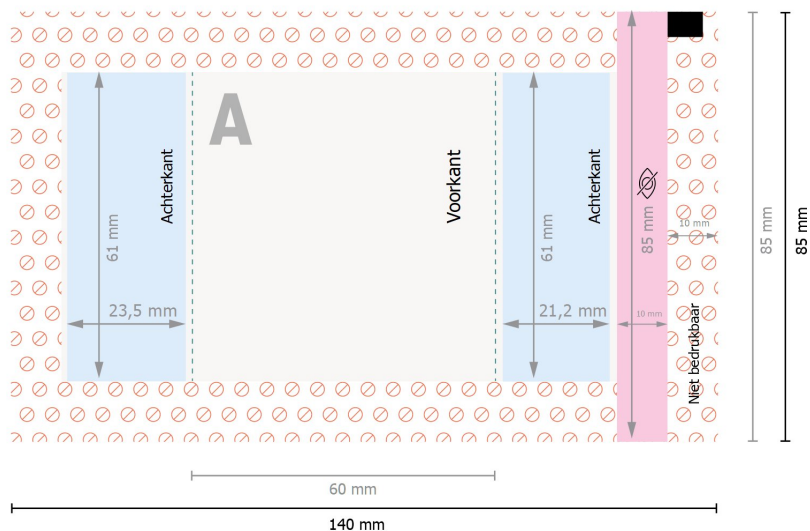 A
Achterkant
61 mm
23,5 mm
Voorkant
Achterkant
61 mm
21,2 mm
85 mm
10 mm
10 mm
Niet bedrukbaar
85 mm
85 mm
60 mm
140 mm